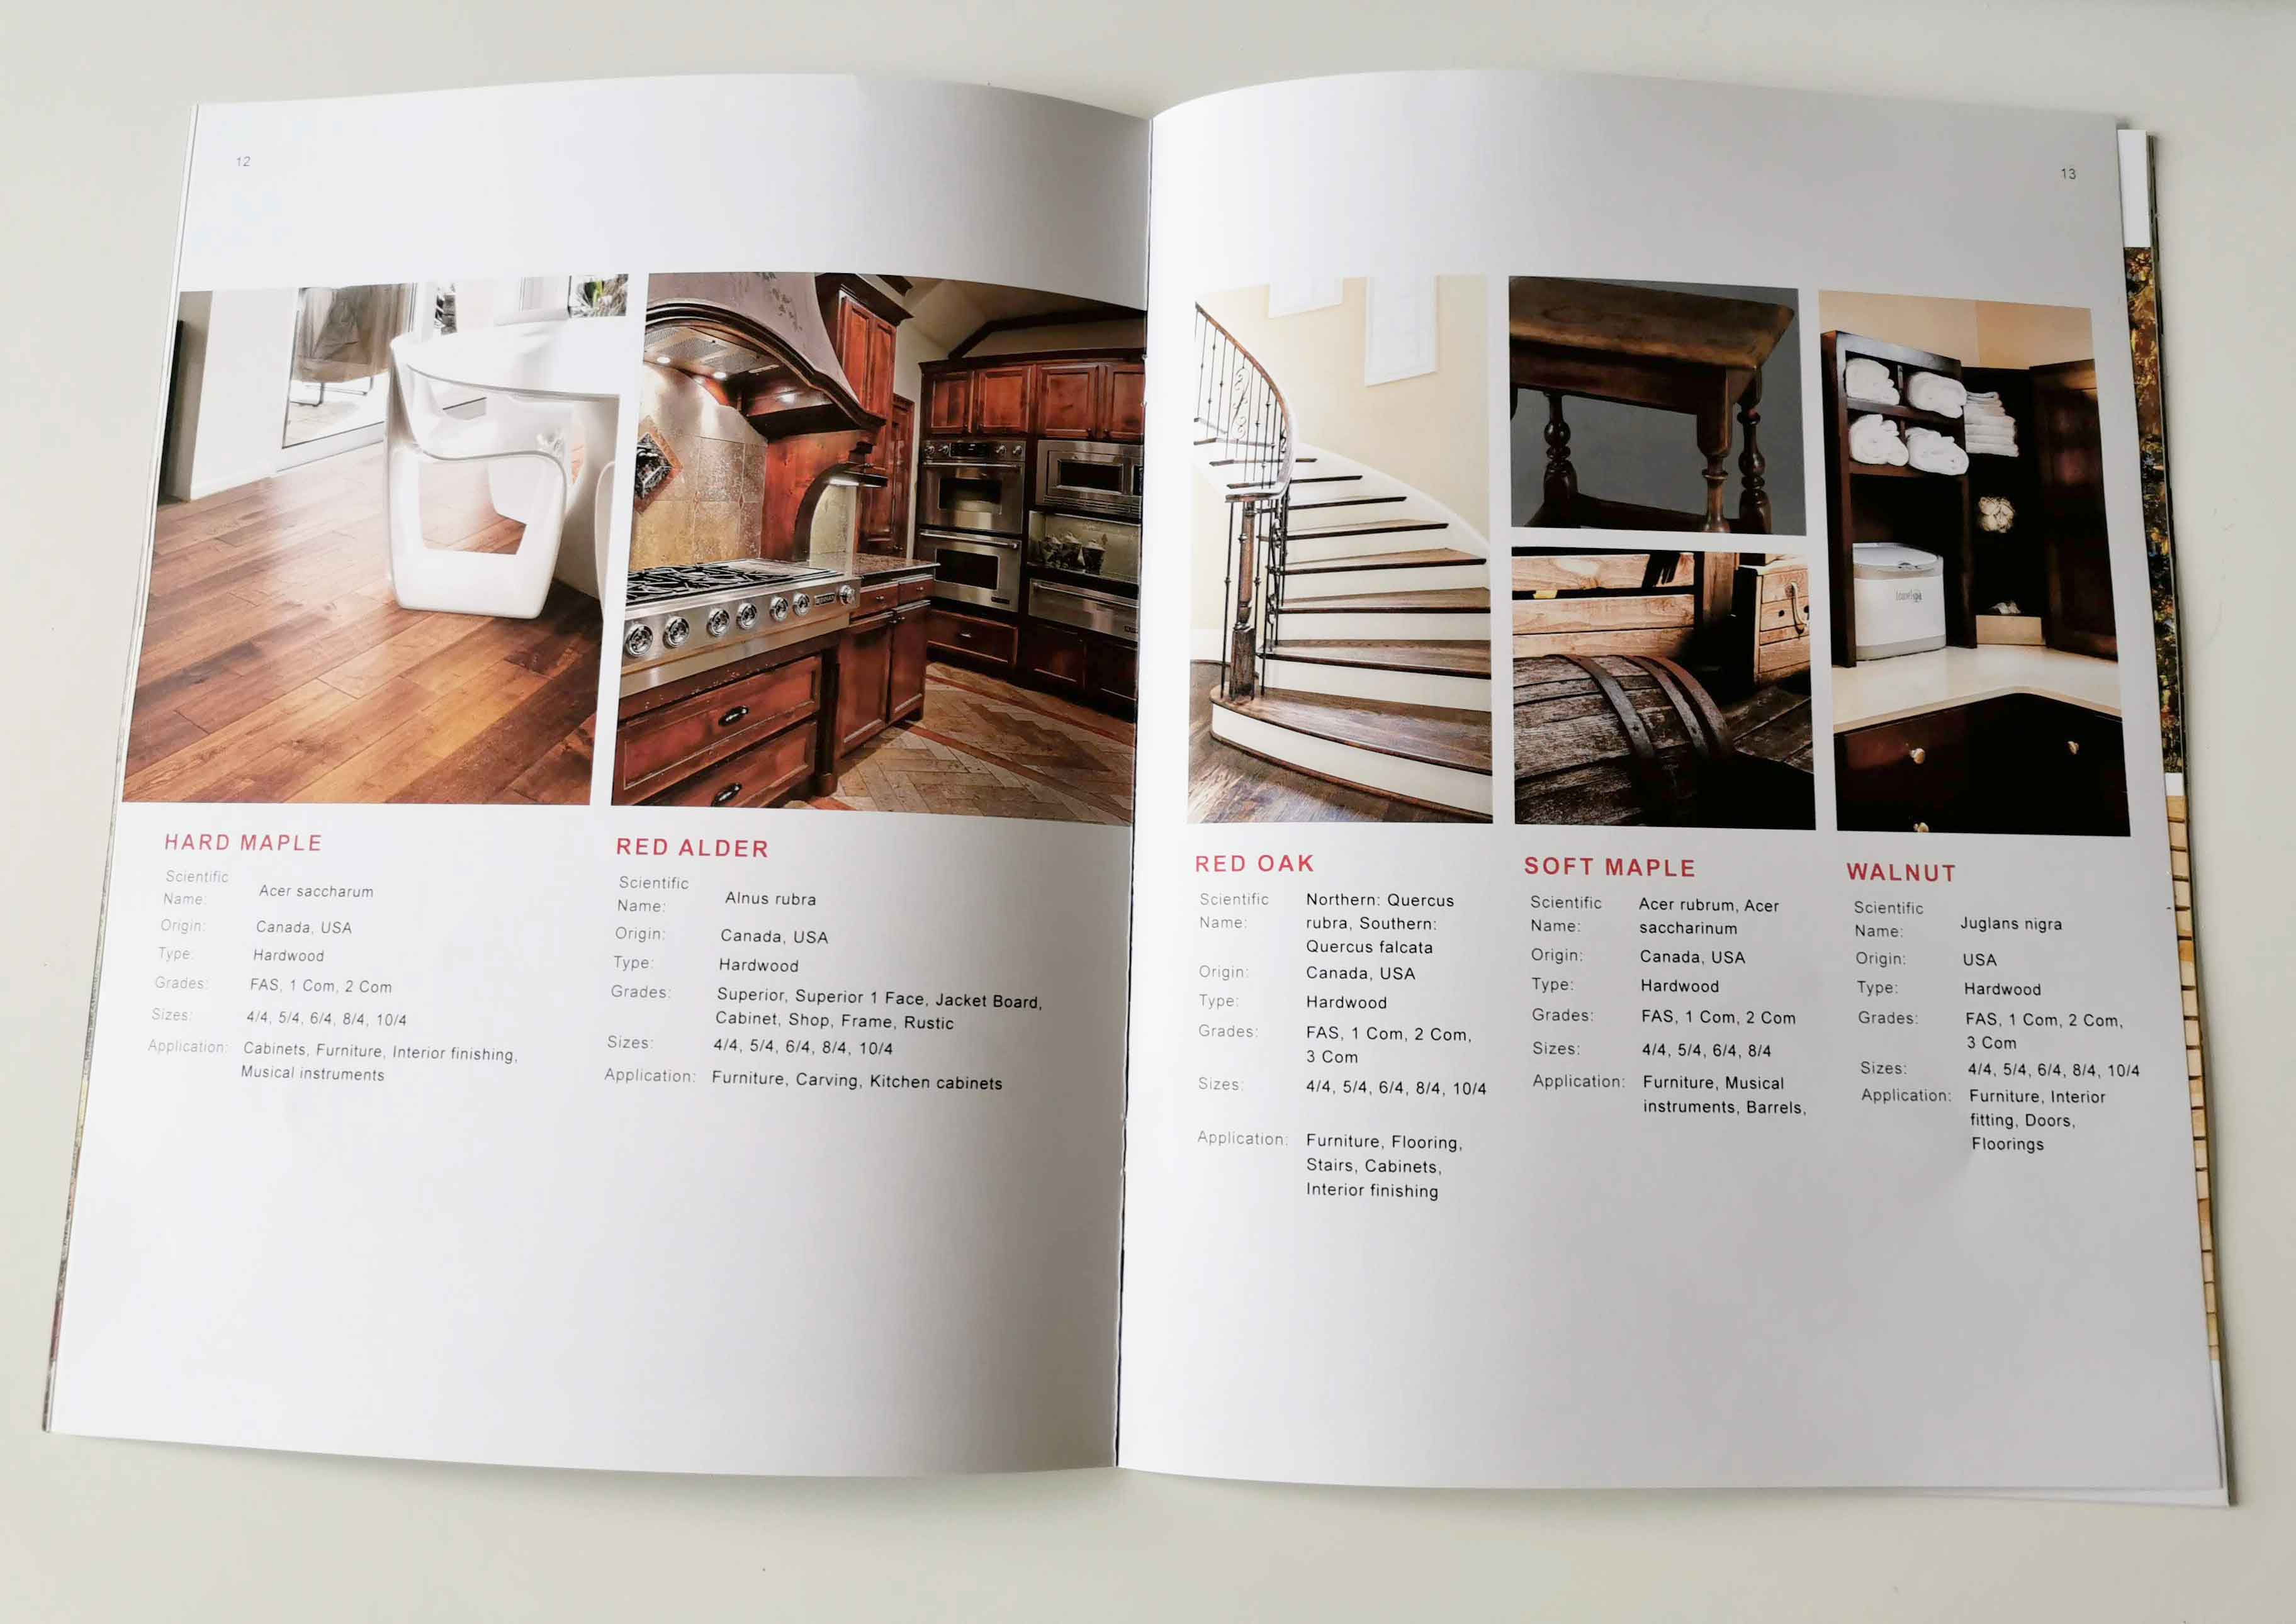 12
HARD MAPLE
Scientific
Name:
Acer saccharum
Origin: Canada, USA
Type: Hardwood
Grades: FAS, 1 Com, 2 Com
Sizes: 4/4, 5/4, 6/4, 8/4, 10/4
Application: Cabinets, Furniture, Interior finishing,
Musical instruments
RED ALDER
Scientific
Name:
Alnus rubra
Origin: Canada, USA
Type: Hardwood
Grades: Superior, Superior 1 Face, Jacket Board,
Cabinet, Shop, Frame, Rustic
Sizes: 4/4, 5/4, 6/4, 8/4, 10/4
Application: Furniture, Carving, Kitchen cabinets
13
RED OAK
Scientific Northern: Quercus
Name: rubra, Southern:
Quercus falcata
Origin: Canada, USA
Type: Hardwood
Grades: FAS, 1 Com, 2 Com,
3 Com
Sizes: 4/4, 5/4, 6/4, 8/4, 10/4
Application: Furniture, Flooring,
Stairs, Cabinets,
Interior finishing
SOFT MAPLE
Scientific Acer rubrum, Acer
Name: saccharinum
Origin: Canada, USA
Type: Hardwood
Grades: FAS, 1 Com, 2 Com
Sizes: 4/4, 5/4, 6/4, 8/4
Application: Furniture, Musical
instruments, Barrels,
WALNUT
Scientific
Name:
Juglans nigra
Origin: USA
Type: Hardwood
Grades: FAS, 1 Com, 2 Com,
3 Com
Sizes: 4/4, 5/4, 6/4, 8/4, 10/4
Application: Furniture, Interior
fitting, Doors,
Floorings